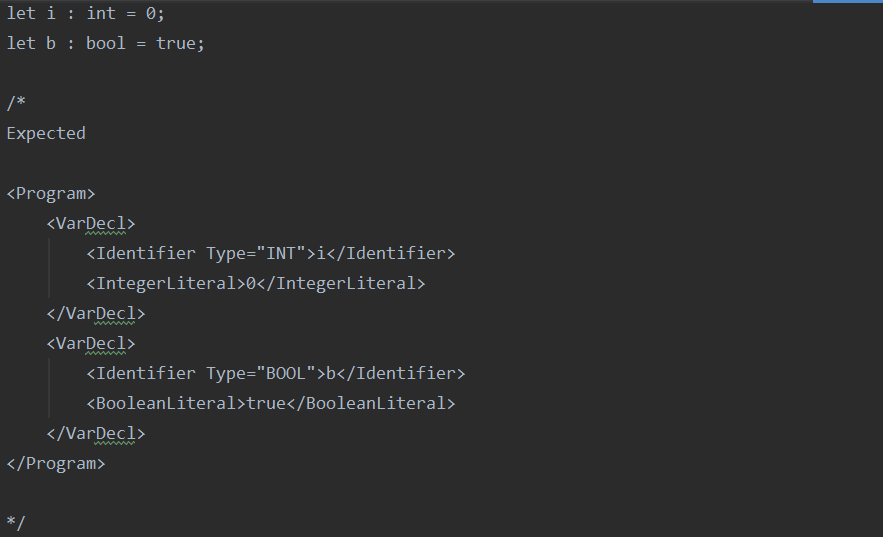 let i : int = 0;
let b : bool = true;

/*
Expected

<Program>
    <VarDecl>
        <Identifier Type="INT">i</Identifier>
        <IntegerLiteral>0</IntegerLiteral>
    </VarDecl>
    <VarDecl>
        <Identifier Type="BOOL">b</Identifier>
        <BooleanLiteral>true</BooleanLiteral>
    </VarDecl>
</Program>

*/